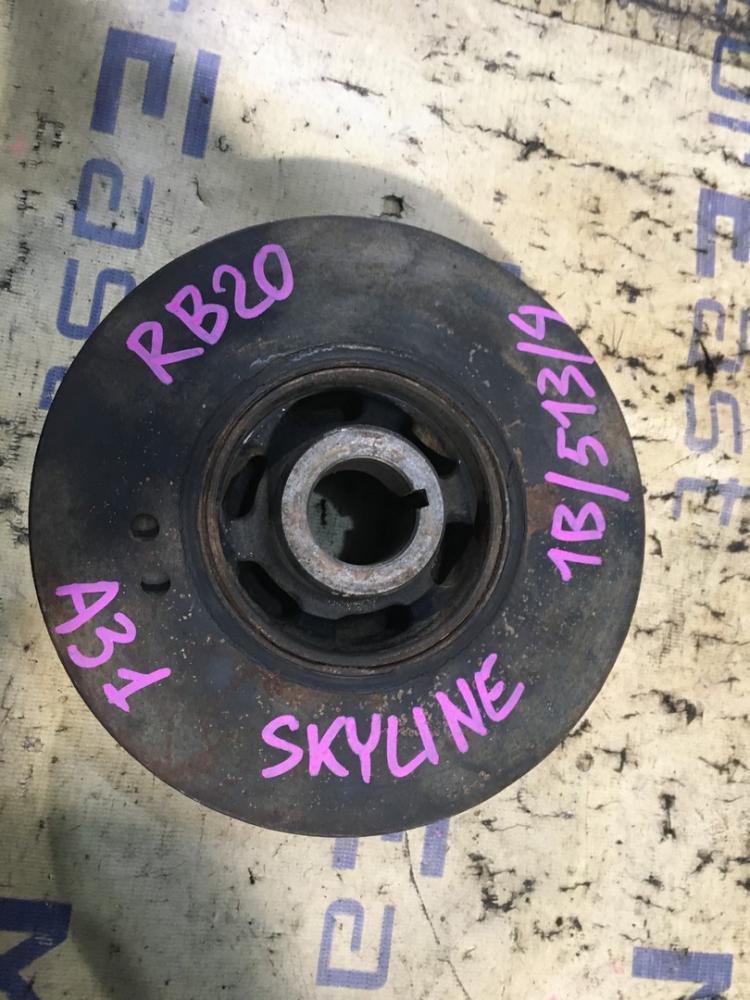 RB20
1B/513/4
A31
SKYLINE